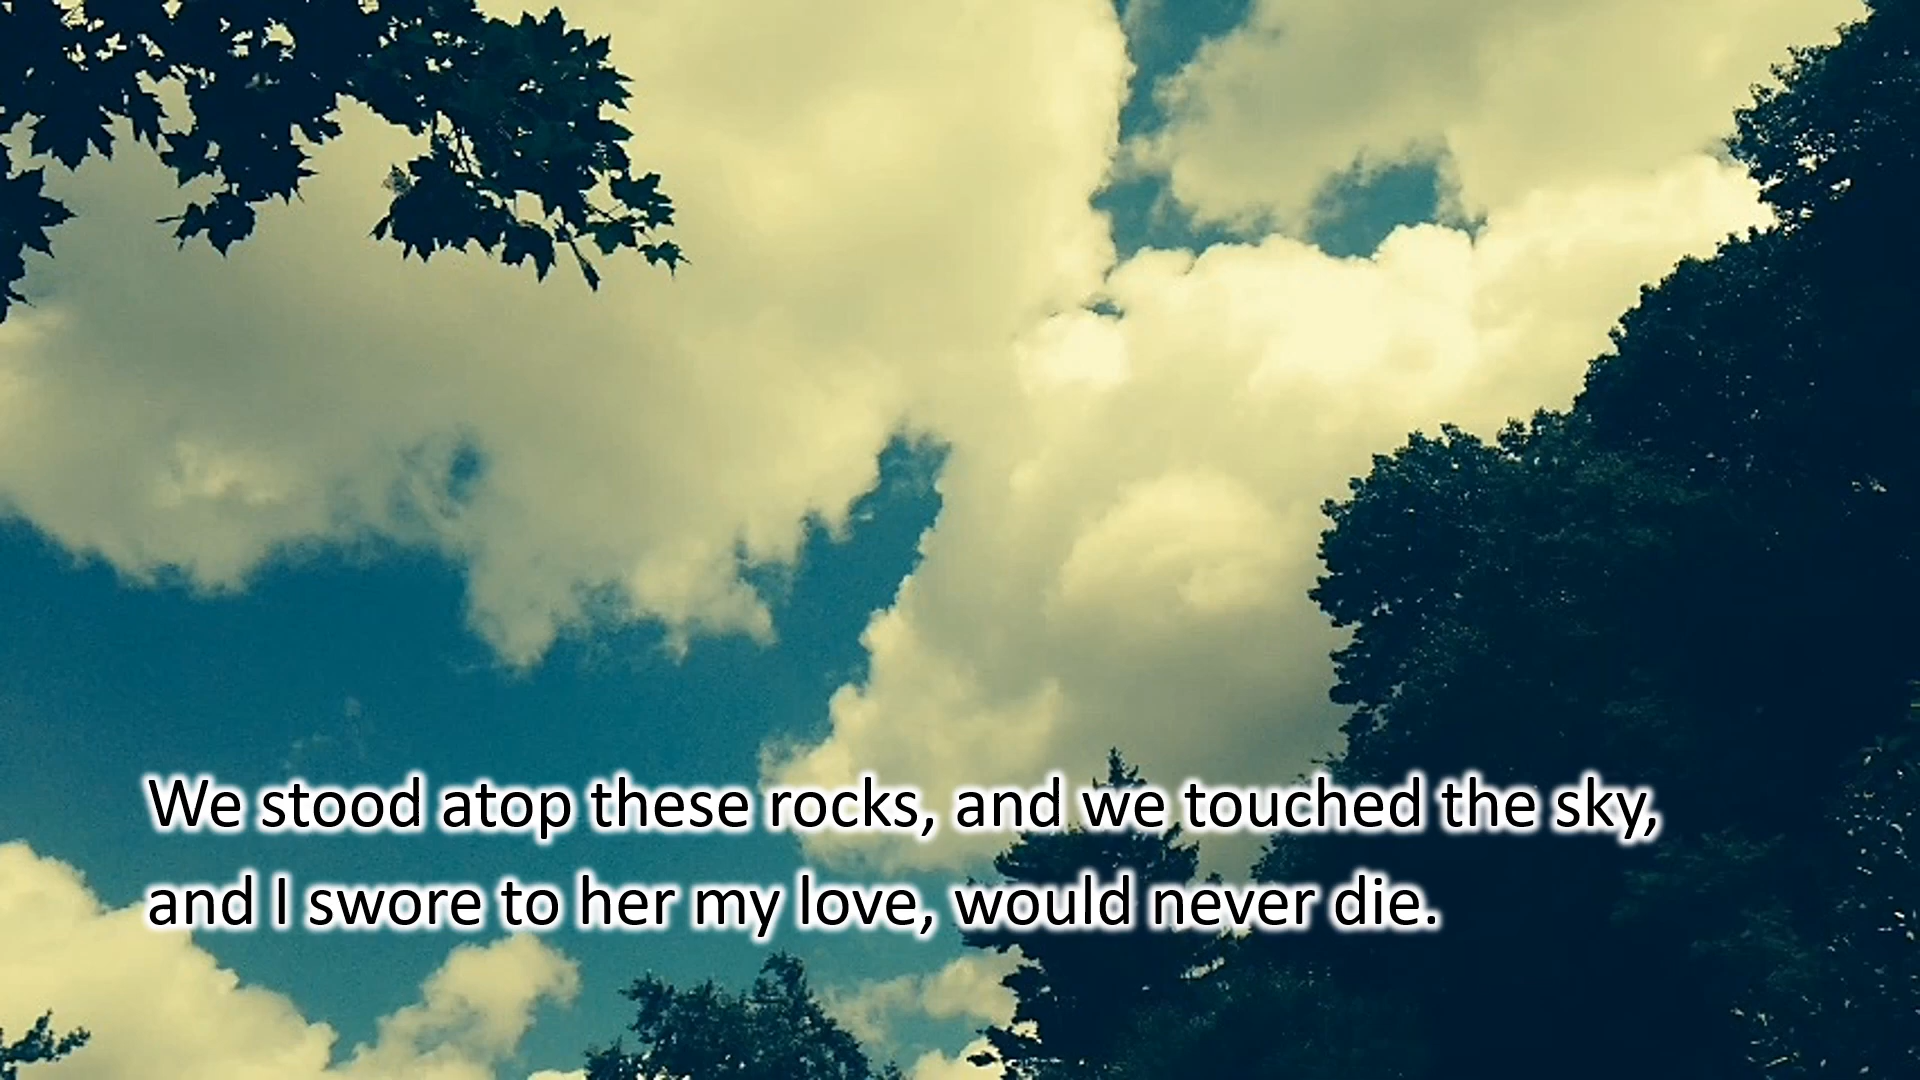 We stood atop these rocks, and we touched the sky,
and I swore to her my love, would never die.